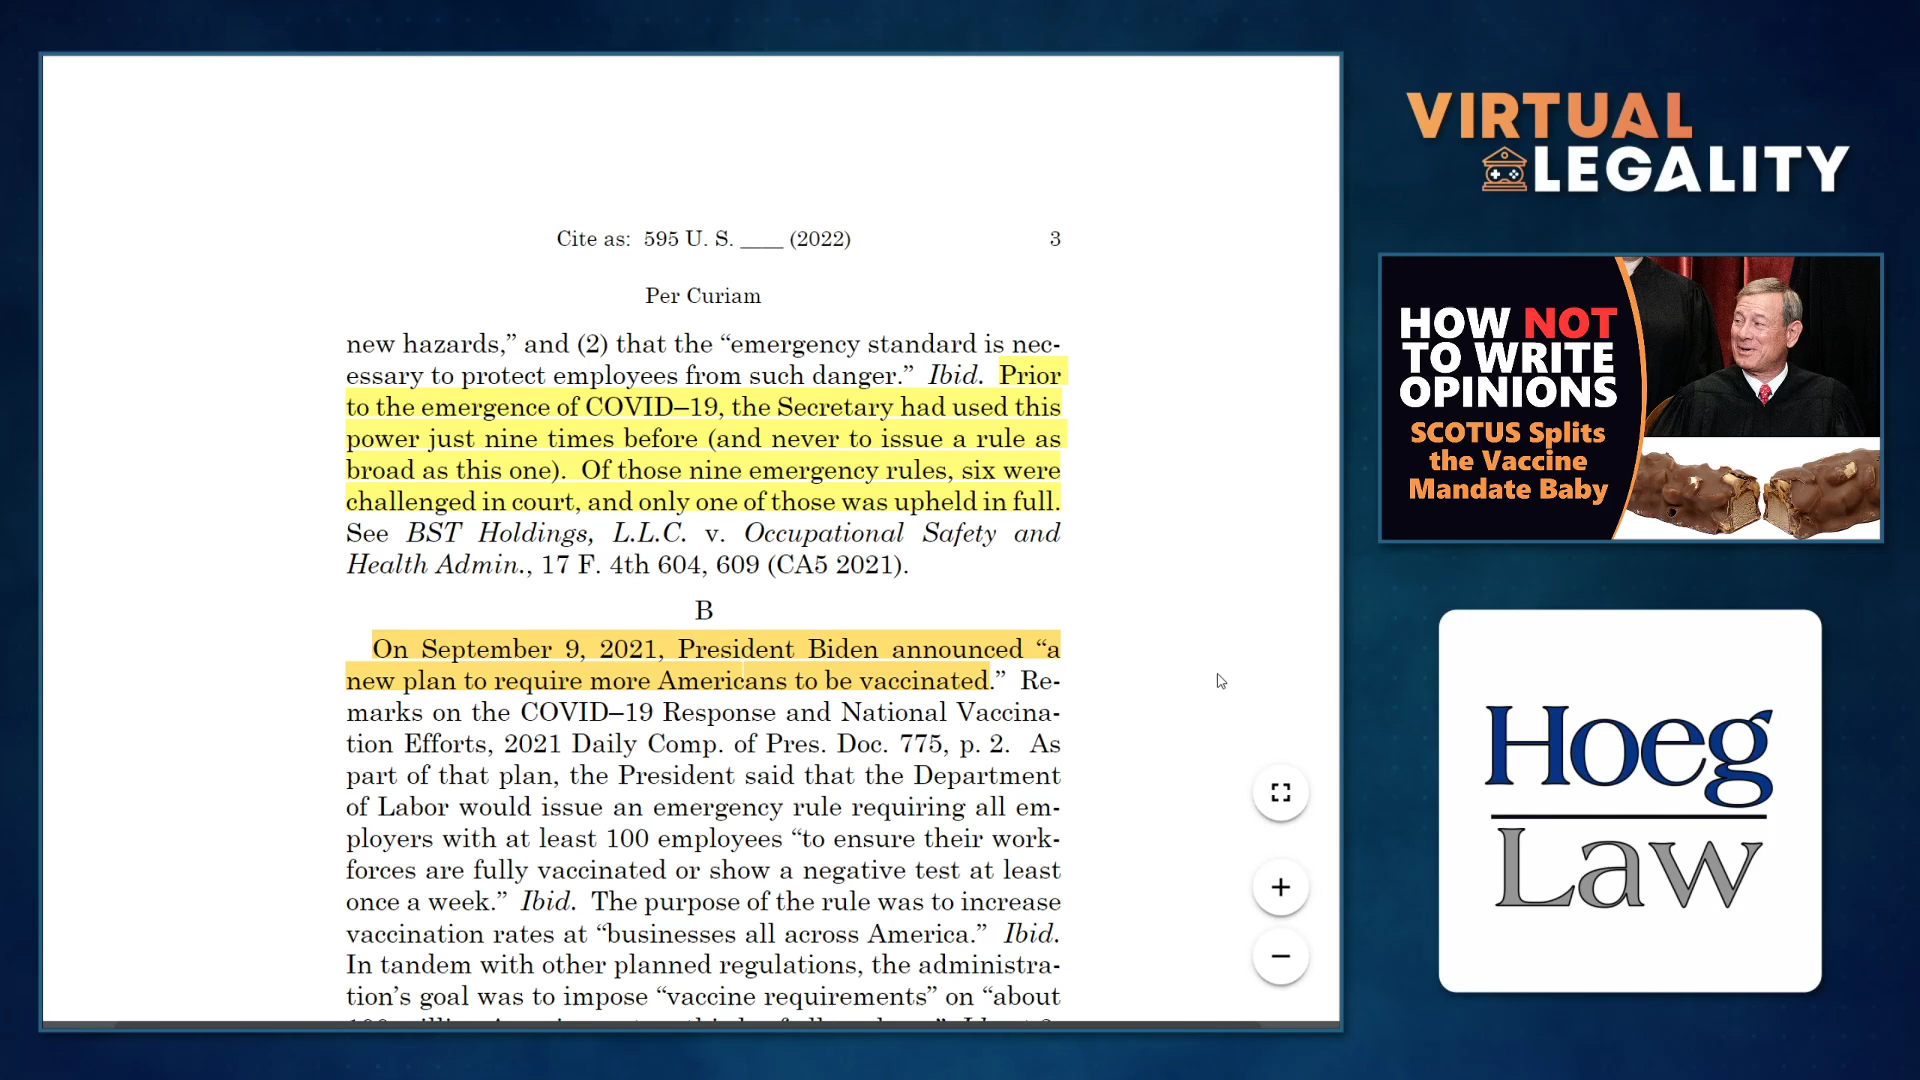 Cite as: 595 U. S. ____ (2022) 3
Per Curiam
new hazards,” and (2) that the “emergency standard is nec-
essary to protect employees from such danger.” Ibid. Prior
to the emergence of COVID–19, the Secretary had used this
power just nine times before (and never to issue a rule as
broad as this one). Of those nine emergency rules, six were
challenged in court, and only one of those was upheld in full.
See BST Holdings, L.L.C. v. Occupational Safety and
Health Admin., 17 F. 4th 604, 609 (CA5 2021).
B
On September 9, 2021, President Biden announced “a
new plan to require more Americans to be vaccinated.” Re-
marks on the COVID–19 Response and National Vaccina-
tion Efforts, 2021 Daily Comp. of Pres. Doc. 775, p. 2. As
part of that plan, the President said that the Department
of Labor would issue an emergency rule requiring all em-
ployers with at least 100 employees “to ensure their work-
forces are fully vaccinated or show a negative test at least
once a week.” Ibid. The purpose of the rule was to increase
vaccination rates at “businesses all across America.” Ibid.
In tandem with other planned regulations, the administra-
tion’s goal was to impose “vaccine requirements” on “about
VIRTUAL
LEGALITY
HOW NOT
TO WRITE
OPINIONS
SCOTUS Splits
the Vaccine
Mandate Baby
Hoeg
Law